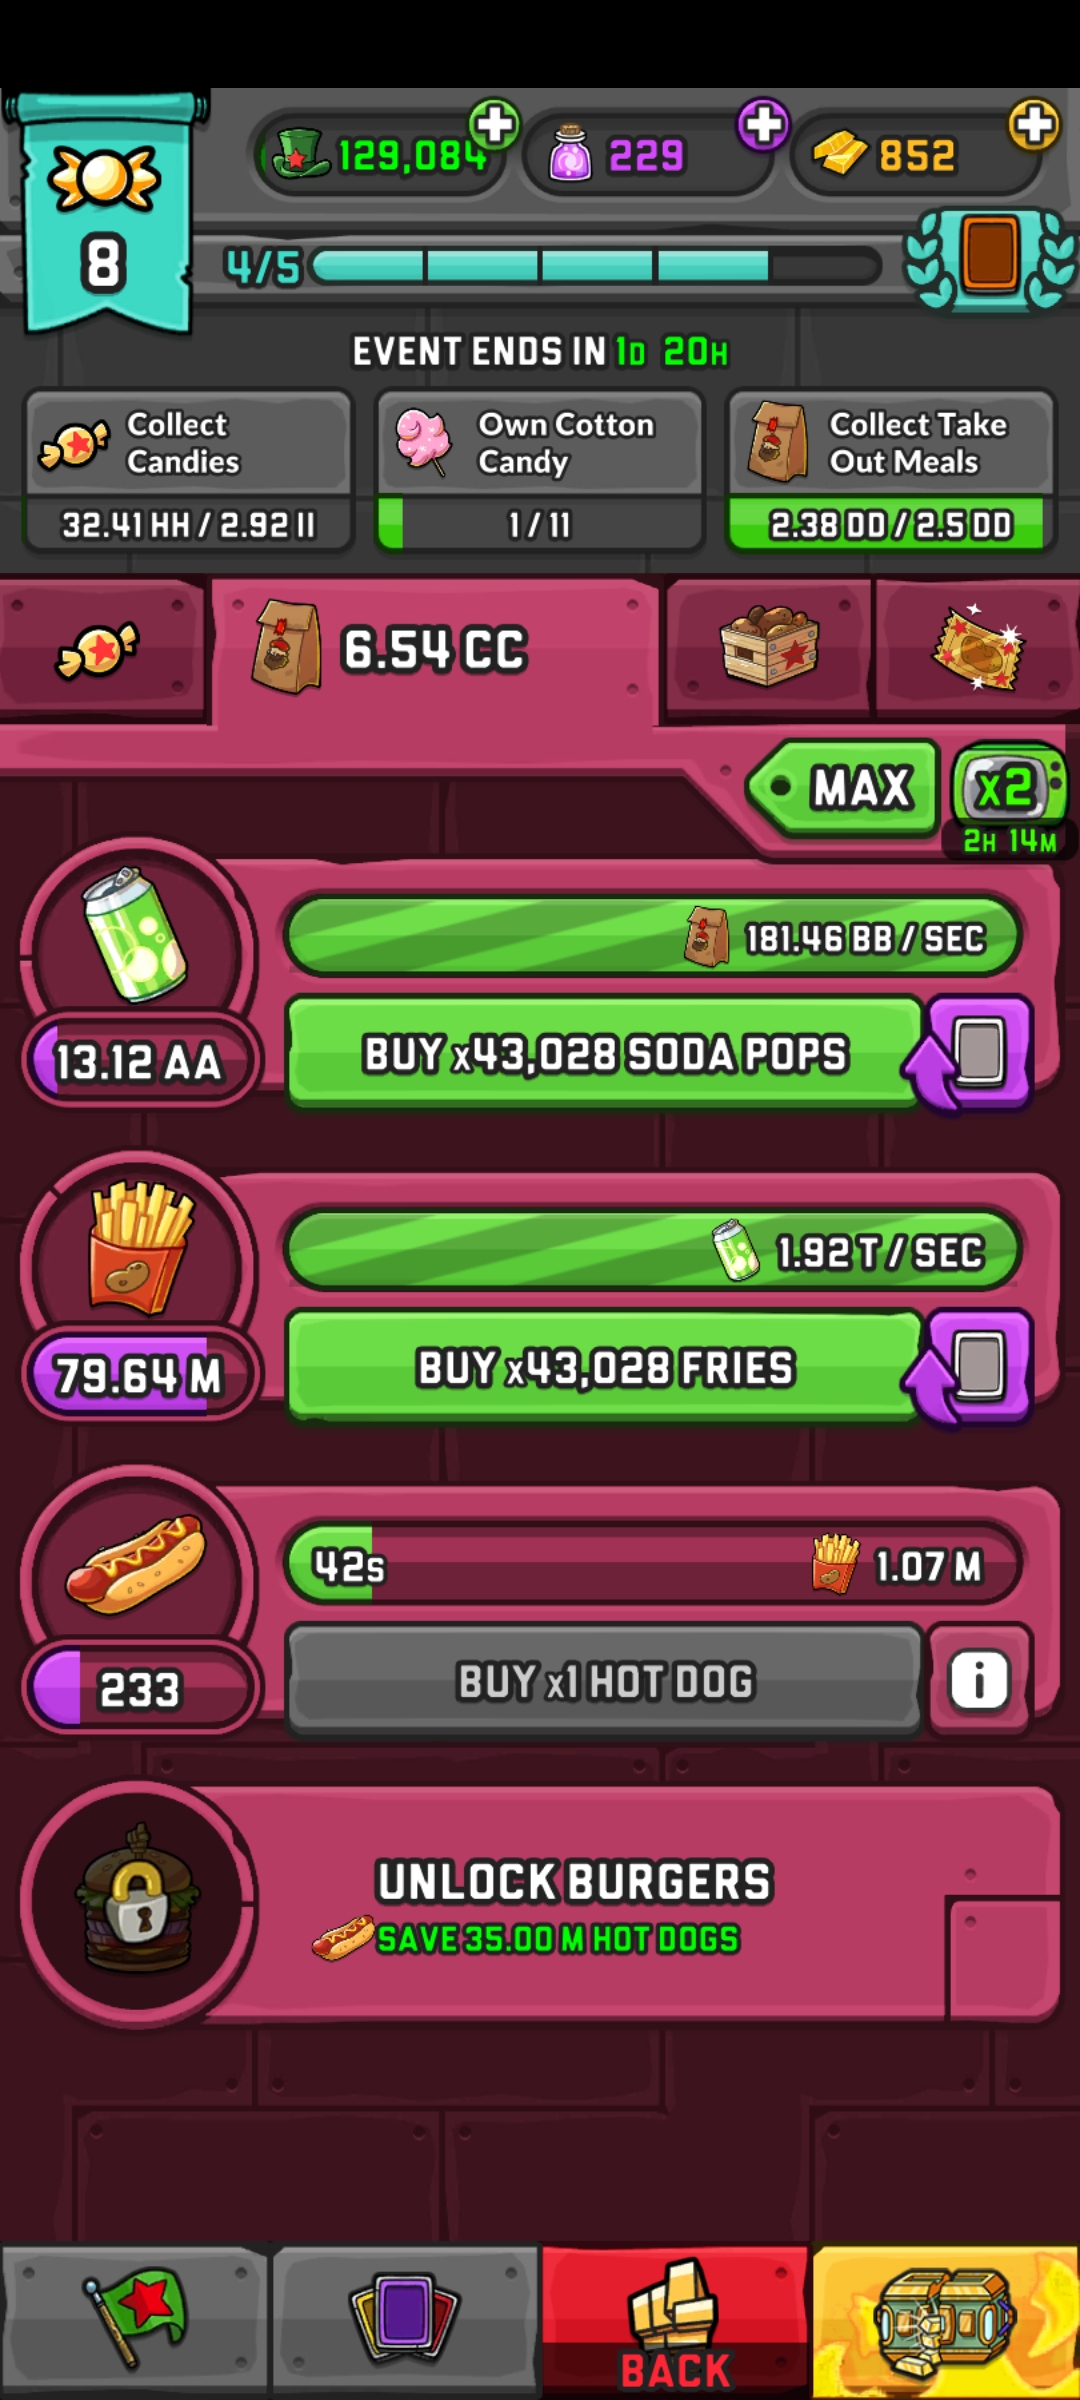 129,084
229
852
8
4/5
EVENT ENDS IN 1D 20H
Collect
Candies
32.41 HH / 2.92 II
Own Cotton
Candy
1 / 11
Collect Take
Out Meals
2.38 DD / 2.5 DD
6.54 CC
MAX
x2
2H 14M
181.46 BB / SEC
13.12 AA
BUY x43,028 SODA POPS
1.92 T / SEC
79.64 M
BUY x43,028 FRIES
42s
1.07 M
233
BUY x1 HOT DOG
i
UNLOCK BURGERS
SAVE 35.00 M HOT DOGS
BACK